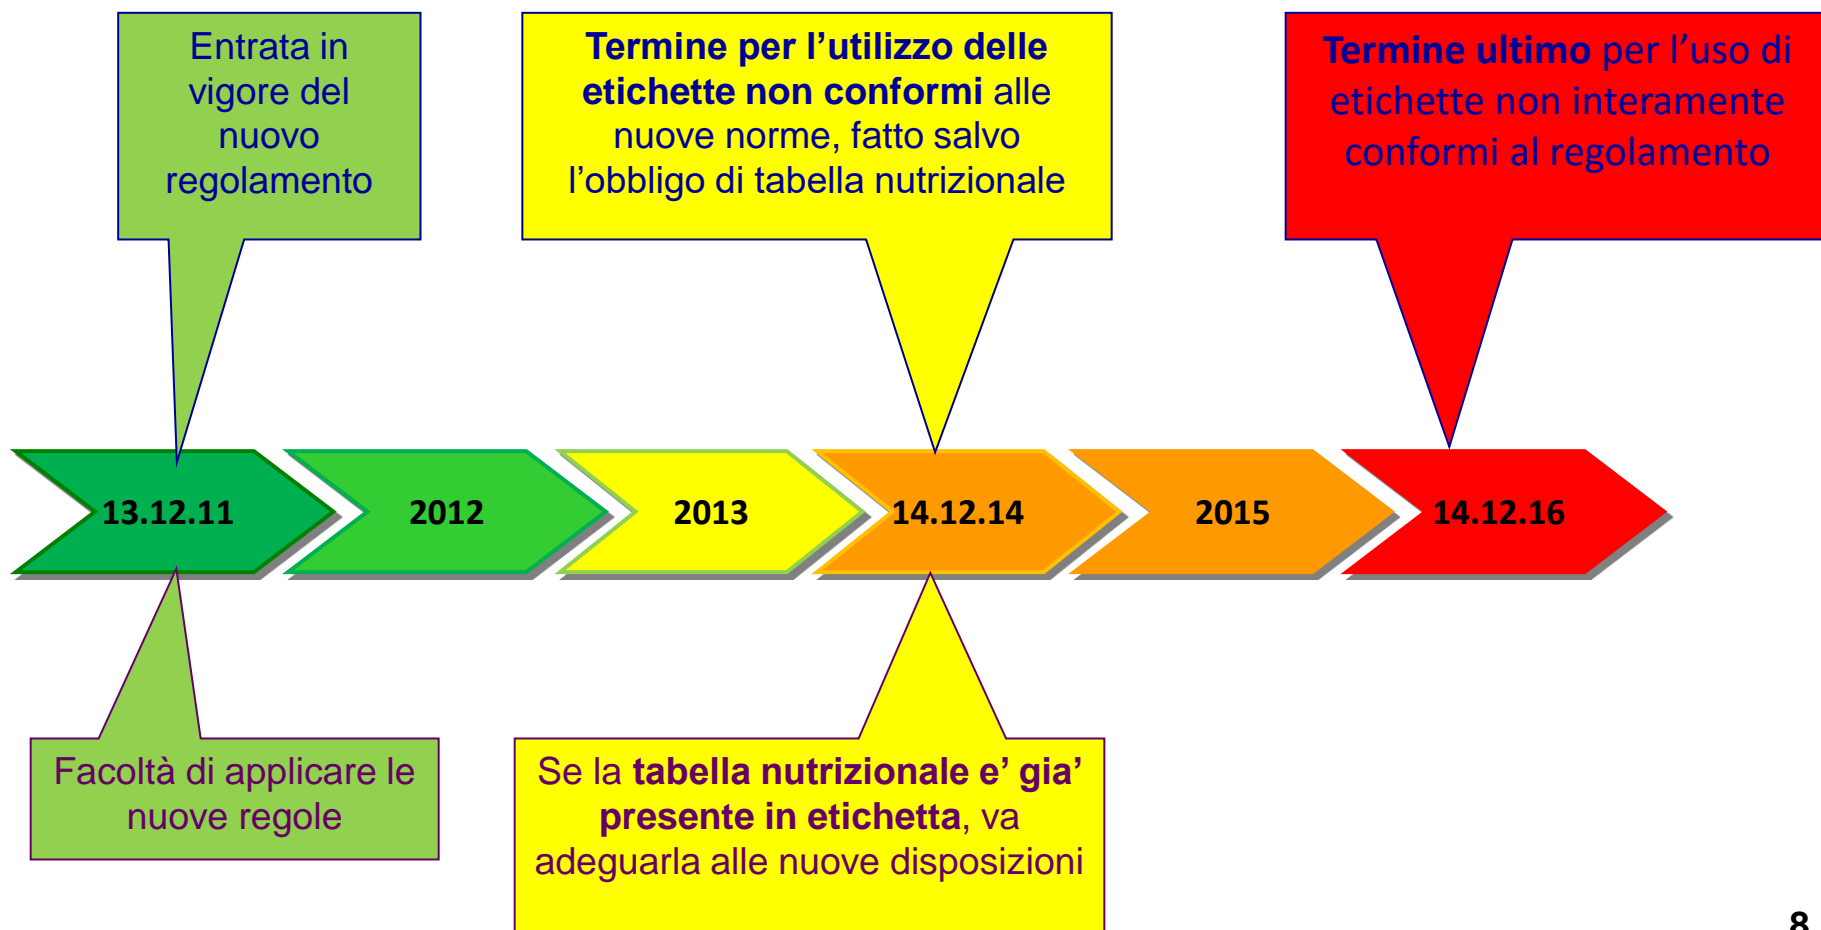 Entrata in
vigore del
nuovo
regolamento
Termine per l’utilizzo delle
etichette non conformi alle
nuove norme, fatto salvo
l’obbligo di tabella nutrizionale
Termine ultimo per l’uso di
etichette non interamente
conformi al regolamento
13.12.11
2012
2013
14.12.14
2015
14.12.16
Facoltà di applicare le
nuove regole
Se la tabella nutrizionale e’ gia’
presente in etichetta, va
adeguarla alle nuove disposizioni
8